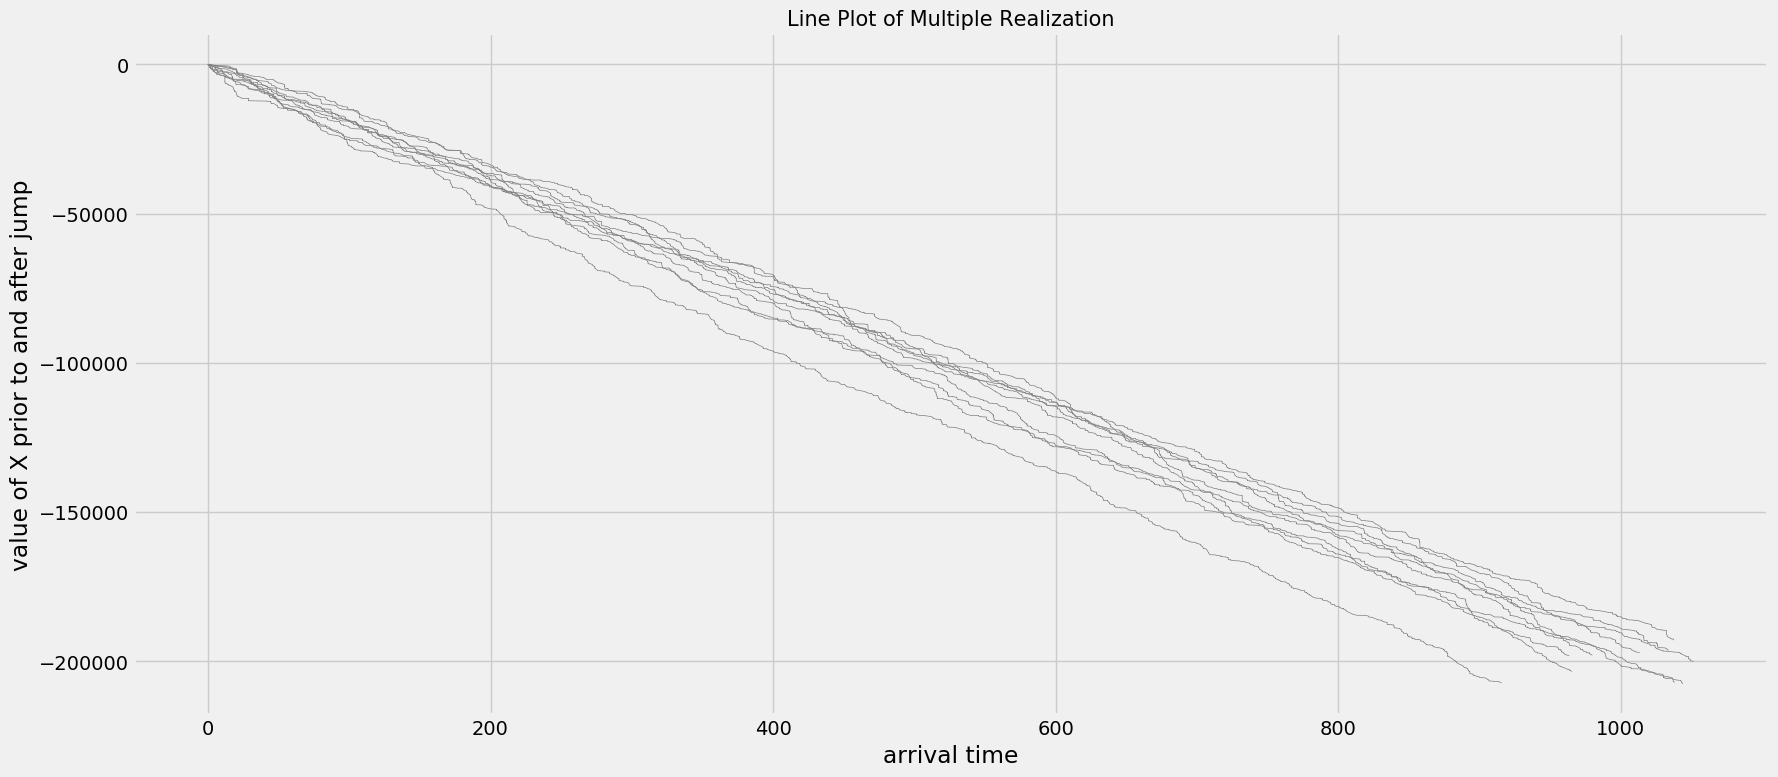 Line Plot of Multiple Realization
value of X prior to and after jump
0
−50000
−100000
−150000
−200000
0 200 400 600 800 1000
arrival time